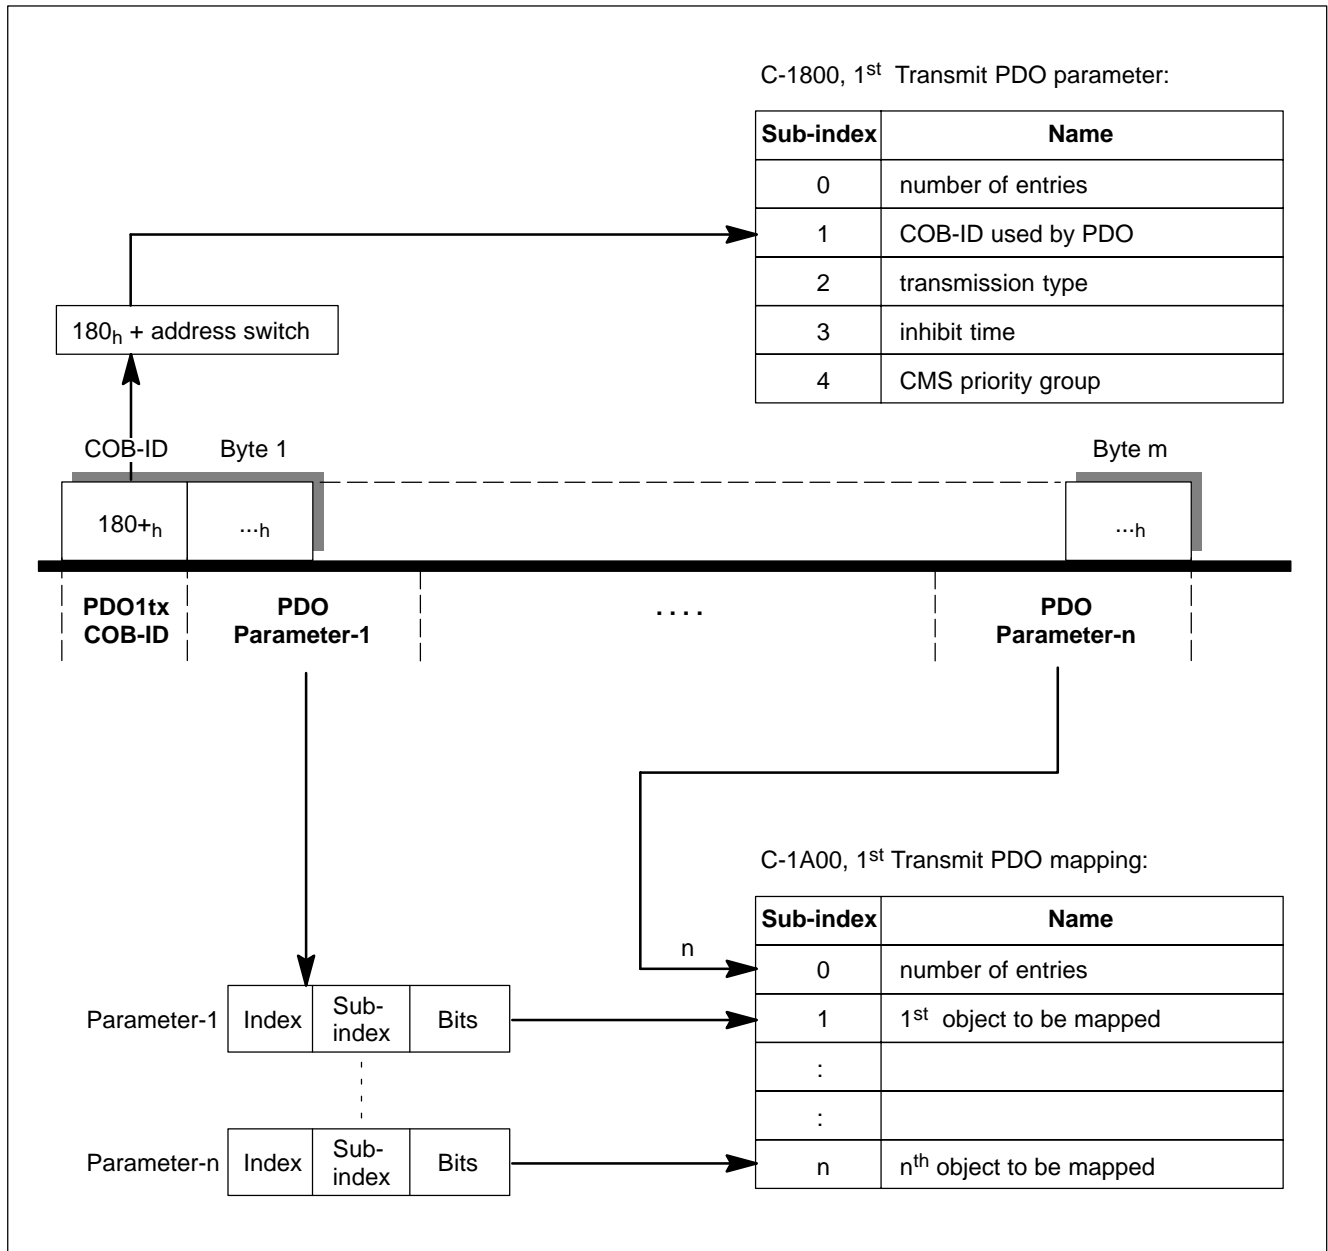 C-1800, 1st Transmit PDO parameter:
Sub-index Name
0 number of entries
1 COB-ID used by PDO
2 transmission type
3 inhibit time
4 CMS priority group
180h + address switch
COB-ID Byte 1 Byte m
180+h ...h ...h
PDO1tx PDO . . . . PDO
COB-ID Parameter-1 Parameter-n
C-1A00, 1st Transmit PDO mapping:
Sub-index Name
n
0 number of entries
1 1st object to be mapped
:
:
n nth object to be mapped
Parameter-1 Index Sub-
index Bits
Parameter-n Index Sub-
index Bits